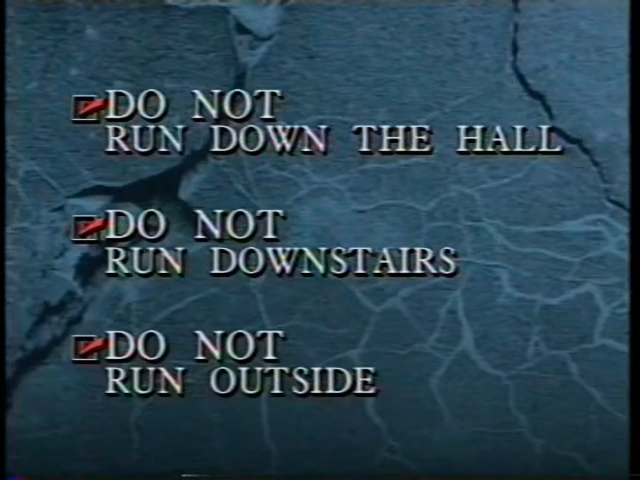 DO NOT
RUN DOWN THE HALL
DO NOT
RUN DOWNSTAIRS
DO NOT
RUN OUTSIDE